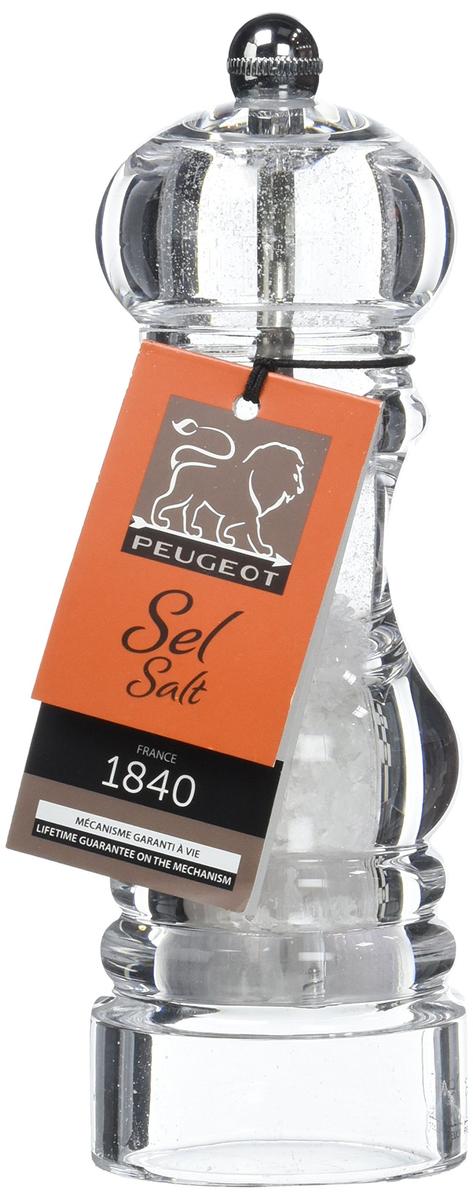 PEUGEOT
Sel
Salt
FRANCE
1840
MÉCANISME GARANTI À VIE
LIFETIME GUARANTEE ON THE MECHANISM